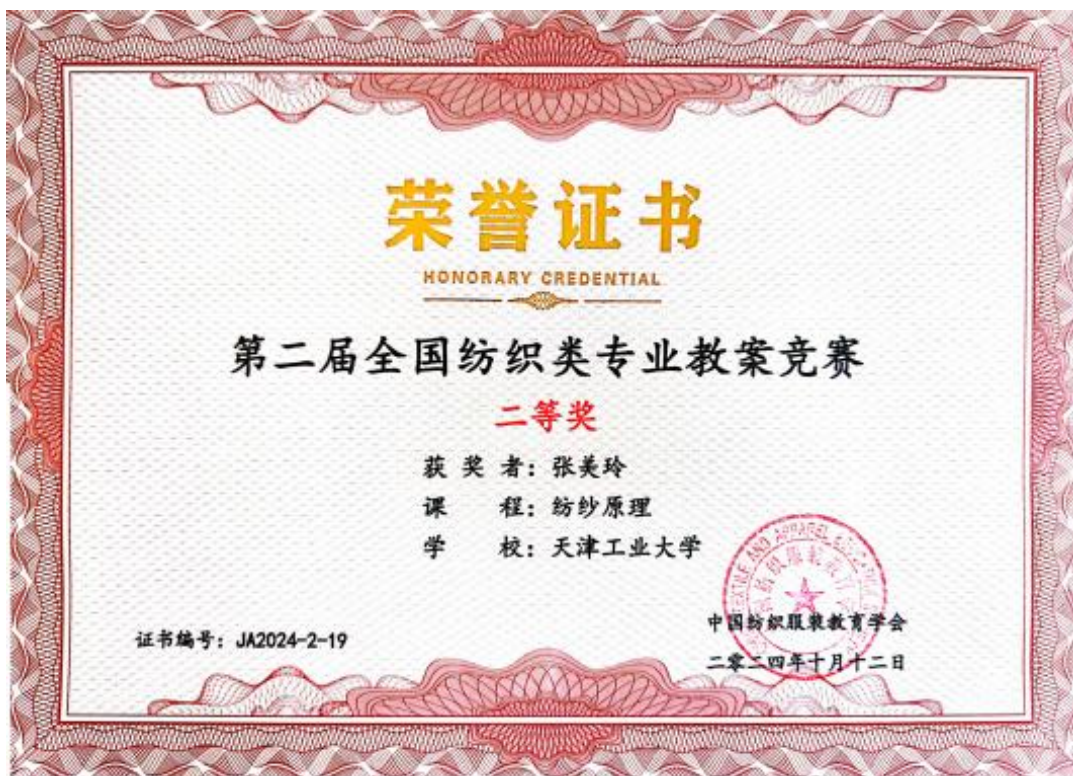 荣誉证书
HONORARY CREDENTIAL
第二届全国纺织类专业教案竞赛
二等奖
获奖者：张美玲
课程：纺纱原理
学校：天津工业大学
中国纺织服装教育学会
证书编号：JA2024-2-19
二零二四年十月十二日